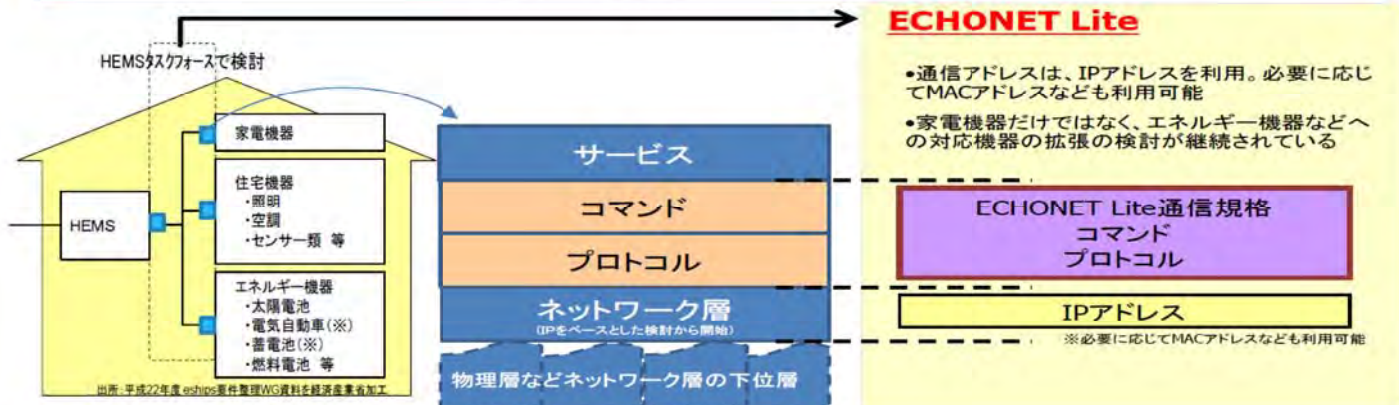 HEMSタスクフォースで検討
HEMS
家電機器
住宅機器
・照明
・空調
・センサー類 等
エネルギー機器
・太陽電池
・電気自動車(※)
・蓄電池(※)
・燃料電池 等
出所:平成22年度 eships要件整理WG資料を経済産業省加工
サービス
コマンド
プロトコル
ネットワーク層
(IPをベースとした検討から開始)
物理層などネットワーク層の下位層
ECHONET Lite
•通信アドレスは、IPアドレスを利用。必要に応じ
てMACアドレスなども利用可能
•家電機器だけではなく、エネルギー機器などへ
の対応機器の拡張の検討が継続されている
ECHONET Lite通信規格
コマンド
プロトコル
IPアドレス
※必要に応じてMACアドレスなども利用可能